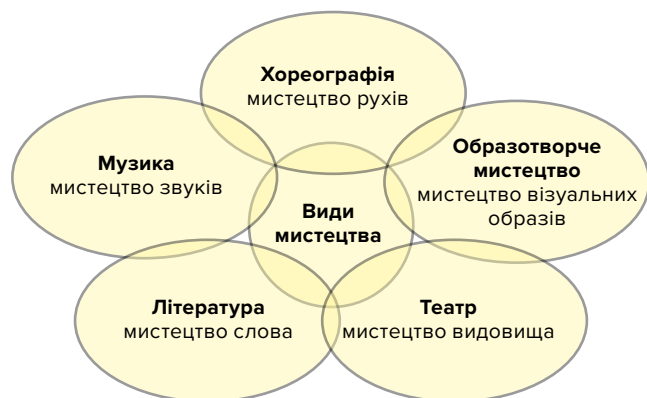 Хореографія
мистецтво рухів
Музика
мистецтво звуків
Образотворче
мистецтво
мистецтво візуальних
образів
Види
мистецтва
Література
мистецтво слова
Театр
мистецтво видовища